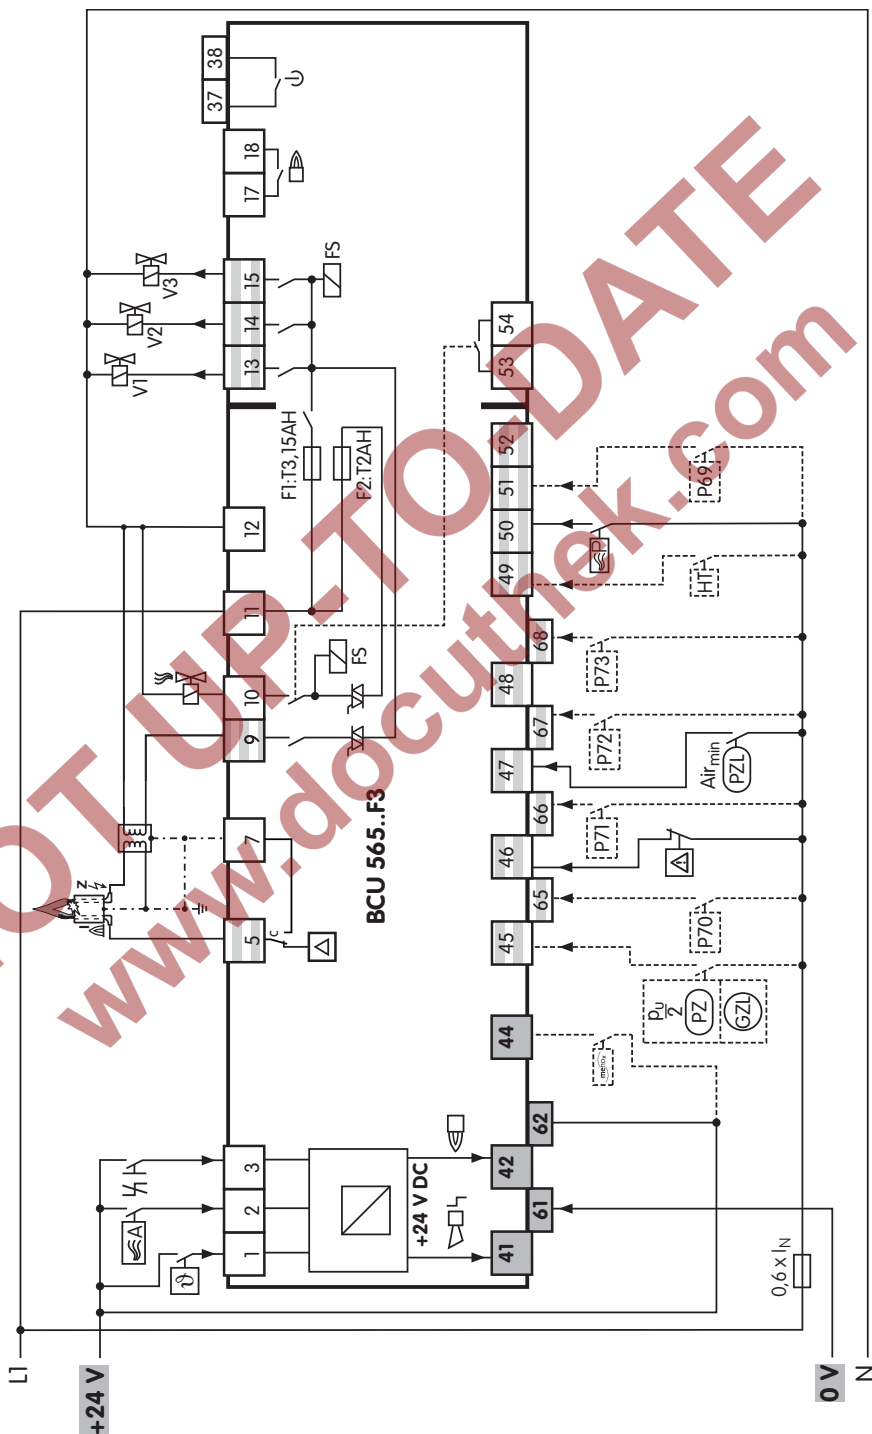 NOT UP-TO-DATE
www.docuthek.com
L1
+24 V
0 V
N
BCU 565..F3
1
2
3
5
7
9
10
11
12
13
14
15
17
18
37
38
ϑ
A
I
Z
c
V1
V2
V3
FS
FS
F1:T3,15AH
F2:T2AH
+24 V DC
41
61
42
62
44
45
65
46
66
47
67
48
68
49
50
51
52
53
54
menox
pu
2
PZ
GZL
P70
P71
Airmin
PZL
P72
P73
HT
P
P69
0,6 x IN